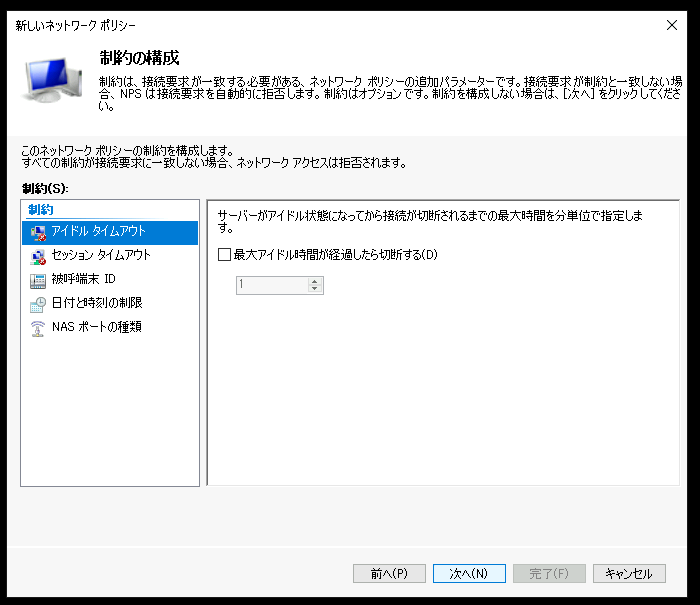 新しいネットワーク ポリシー
制約の構成
制約は、接続要求が一致する必要がある、ネットワーク ポリシーの追加パラメーターです。接続要求が制約と一致しない場
合、NPS は接続要求を自動的に拒否します。制約はオプションです。制約を構成しない場合は、[次へ] をクリックしてくださ
い。
このネットワーク ポリシーの制約を構成します。
すべての制約が接続要求に一致しない場合、ネットワーク アクセスは拒否されます。
制約(S):
制約
アイドル タイムアウト
セッション タイムアウト
被呼端末 ID
日付と時刻の制限
NAS ポートの種類
サーバーがアイドル状態になってから接続が切断されるまでの最大時間を分単位で指定しま
す。
最大アイドル時間が経過したら切断する(D)
1
前へ(P)
次へ(N)
完了(F)
キャンセル